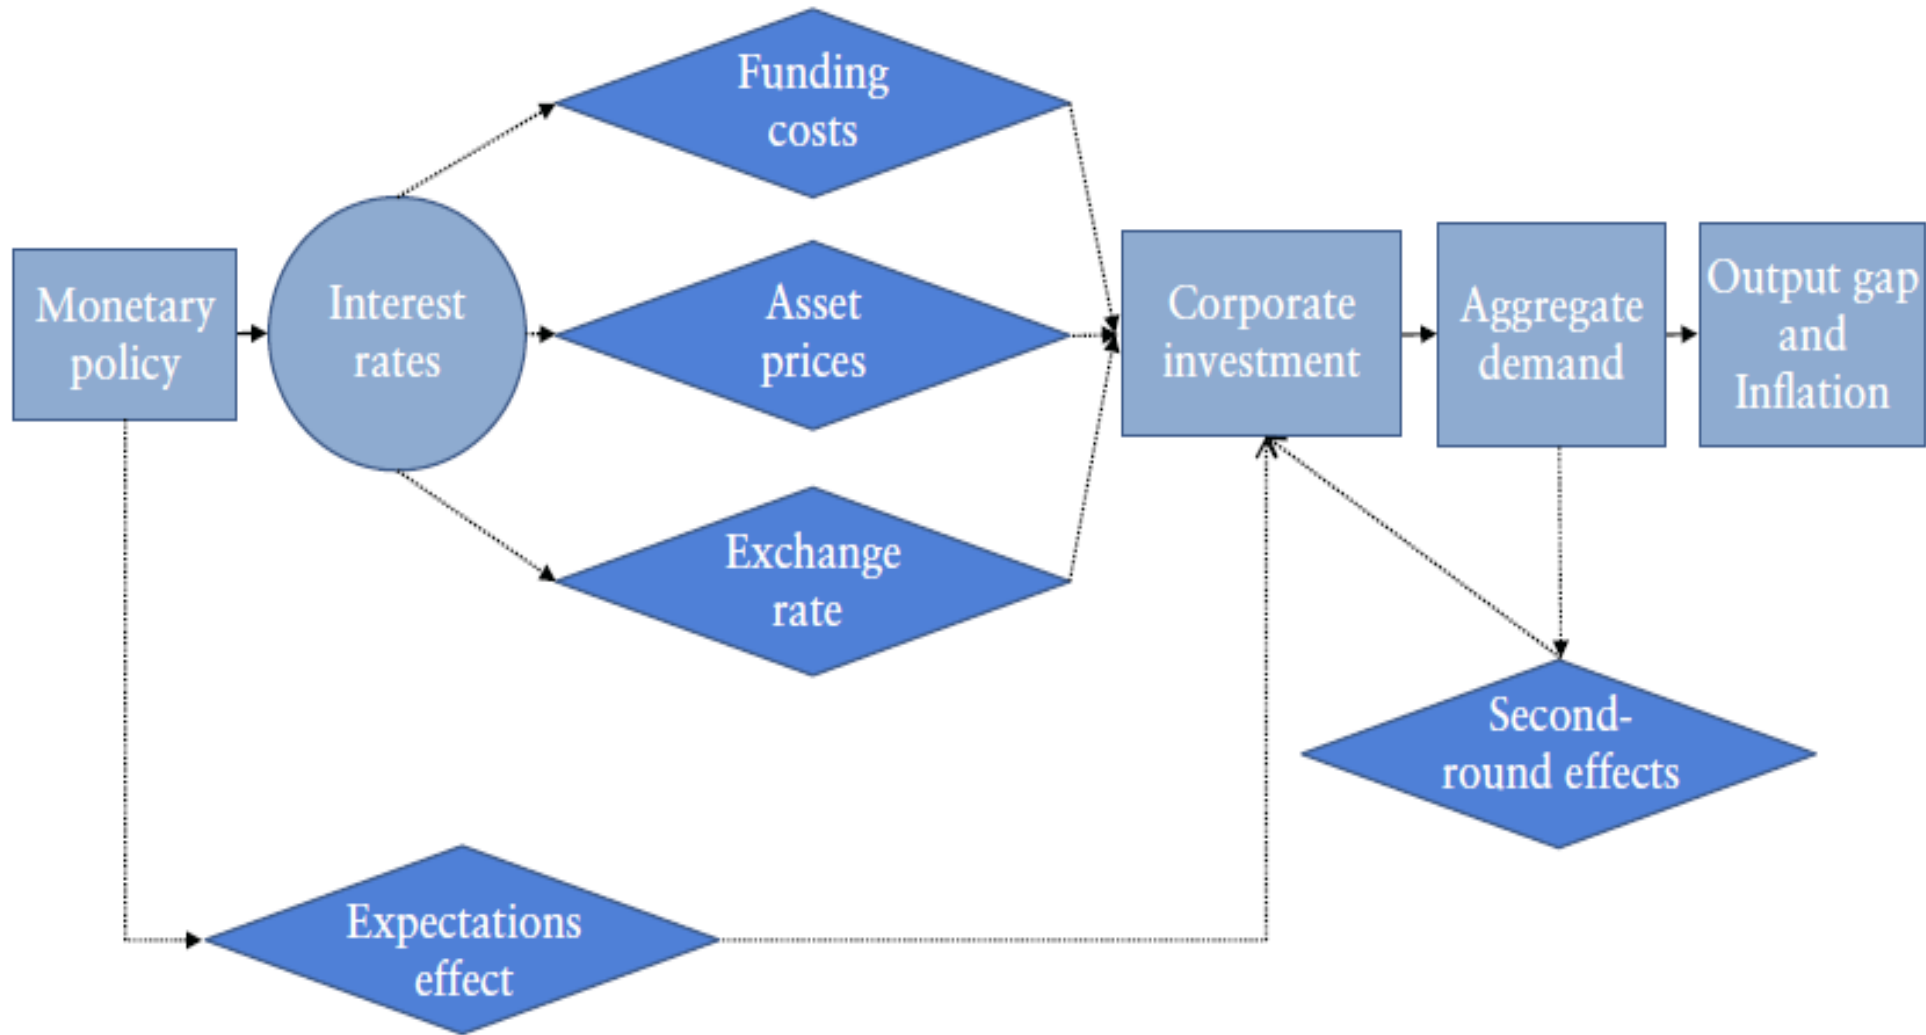 Funding
costs
Monetary
policy
Interest
rates
Asset
prices
Corporate
investment
Aggregate
demand
Output gap
and
Inflation
Exchange
rate
Second-
round effects
Expectations
effect